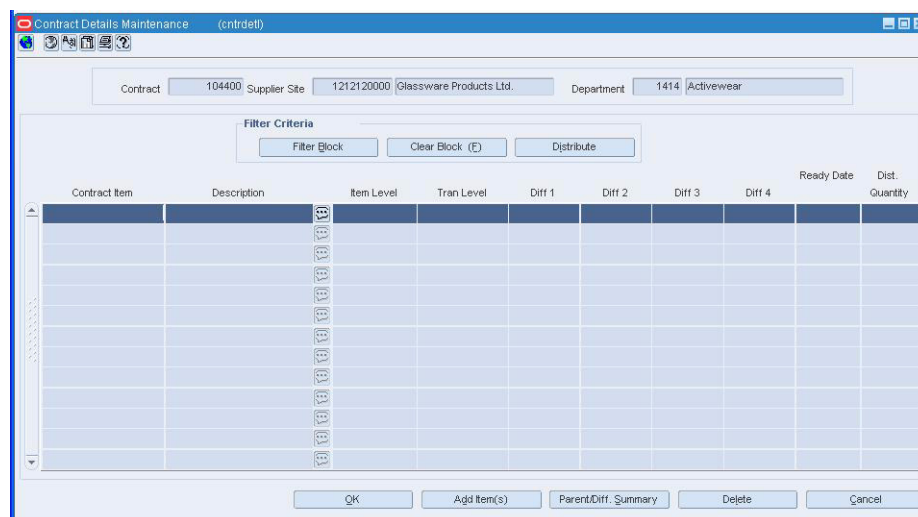 Contract Details Maintenance (cntrdetl)
Contract 104400 Supplier Site 1212120000 Glassware Products Ltd. Department 1414 Activewear
Filter Criteria
Filter Block Clear Block (F) Distribute
Ready Date Dist.
Contract Item Description Item Level Tran Level Diff 1 Diff 2 Diff 3 Diff 4 Quantity
OK Add Item(s) Parent/Diff. Summary Delete Cancel